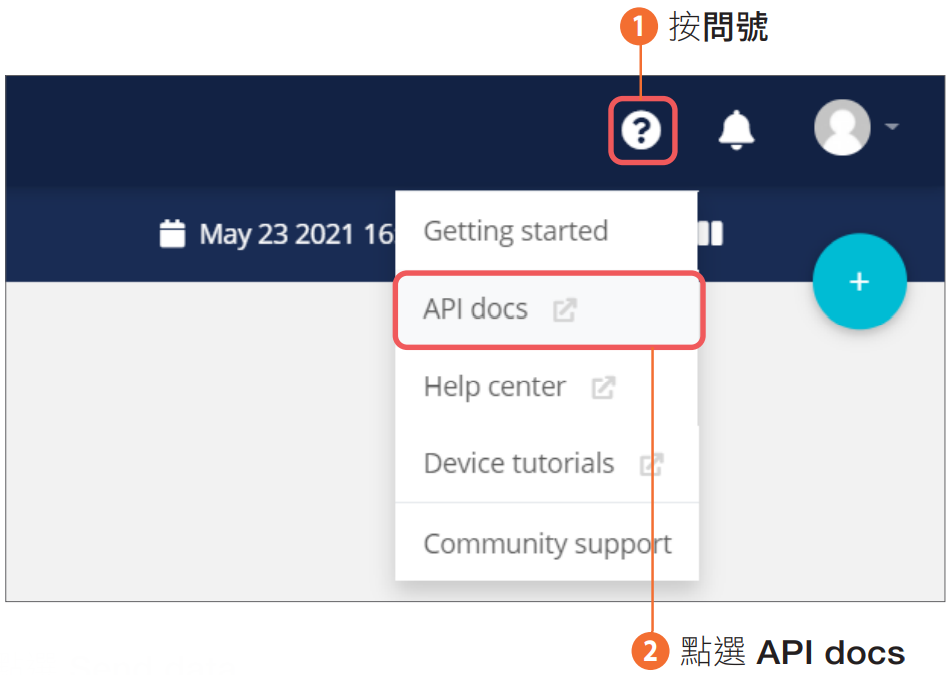 1 按問號
?
May 23 2021 16
Getting started
+
API docs
Help center
Device tutorials
Community support
2 點選 API docs